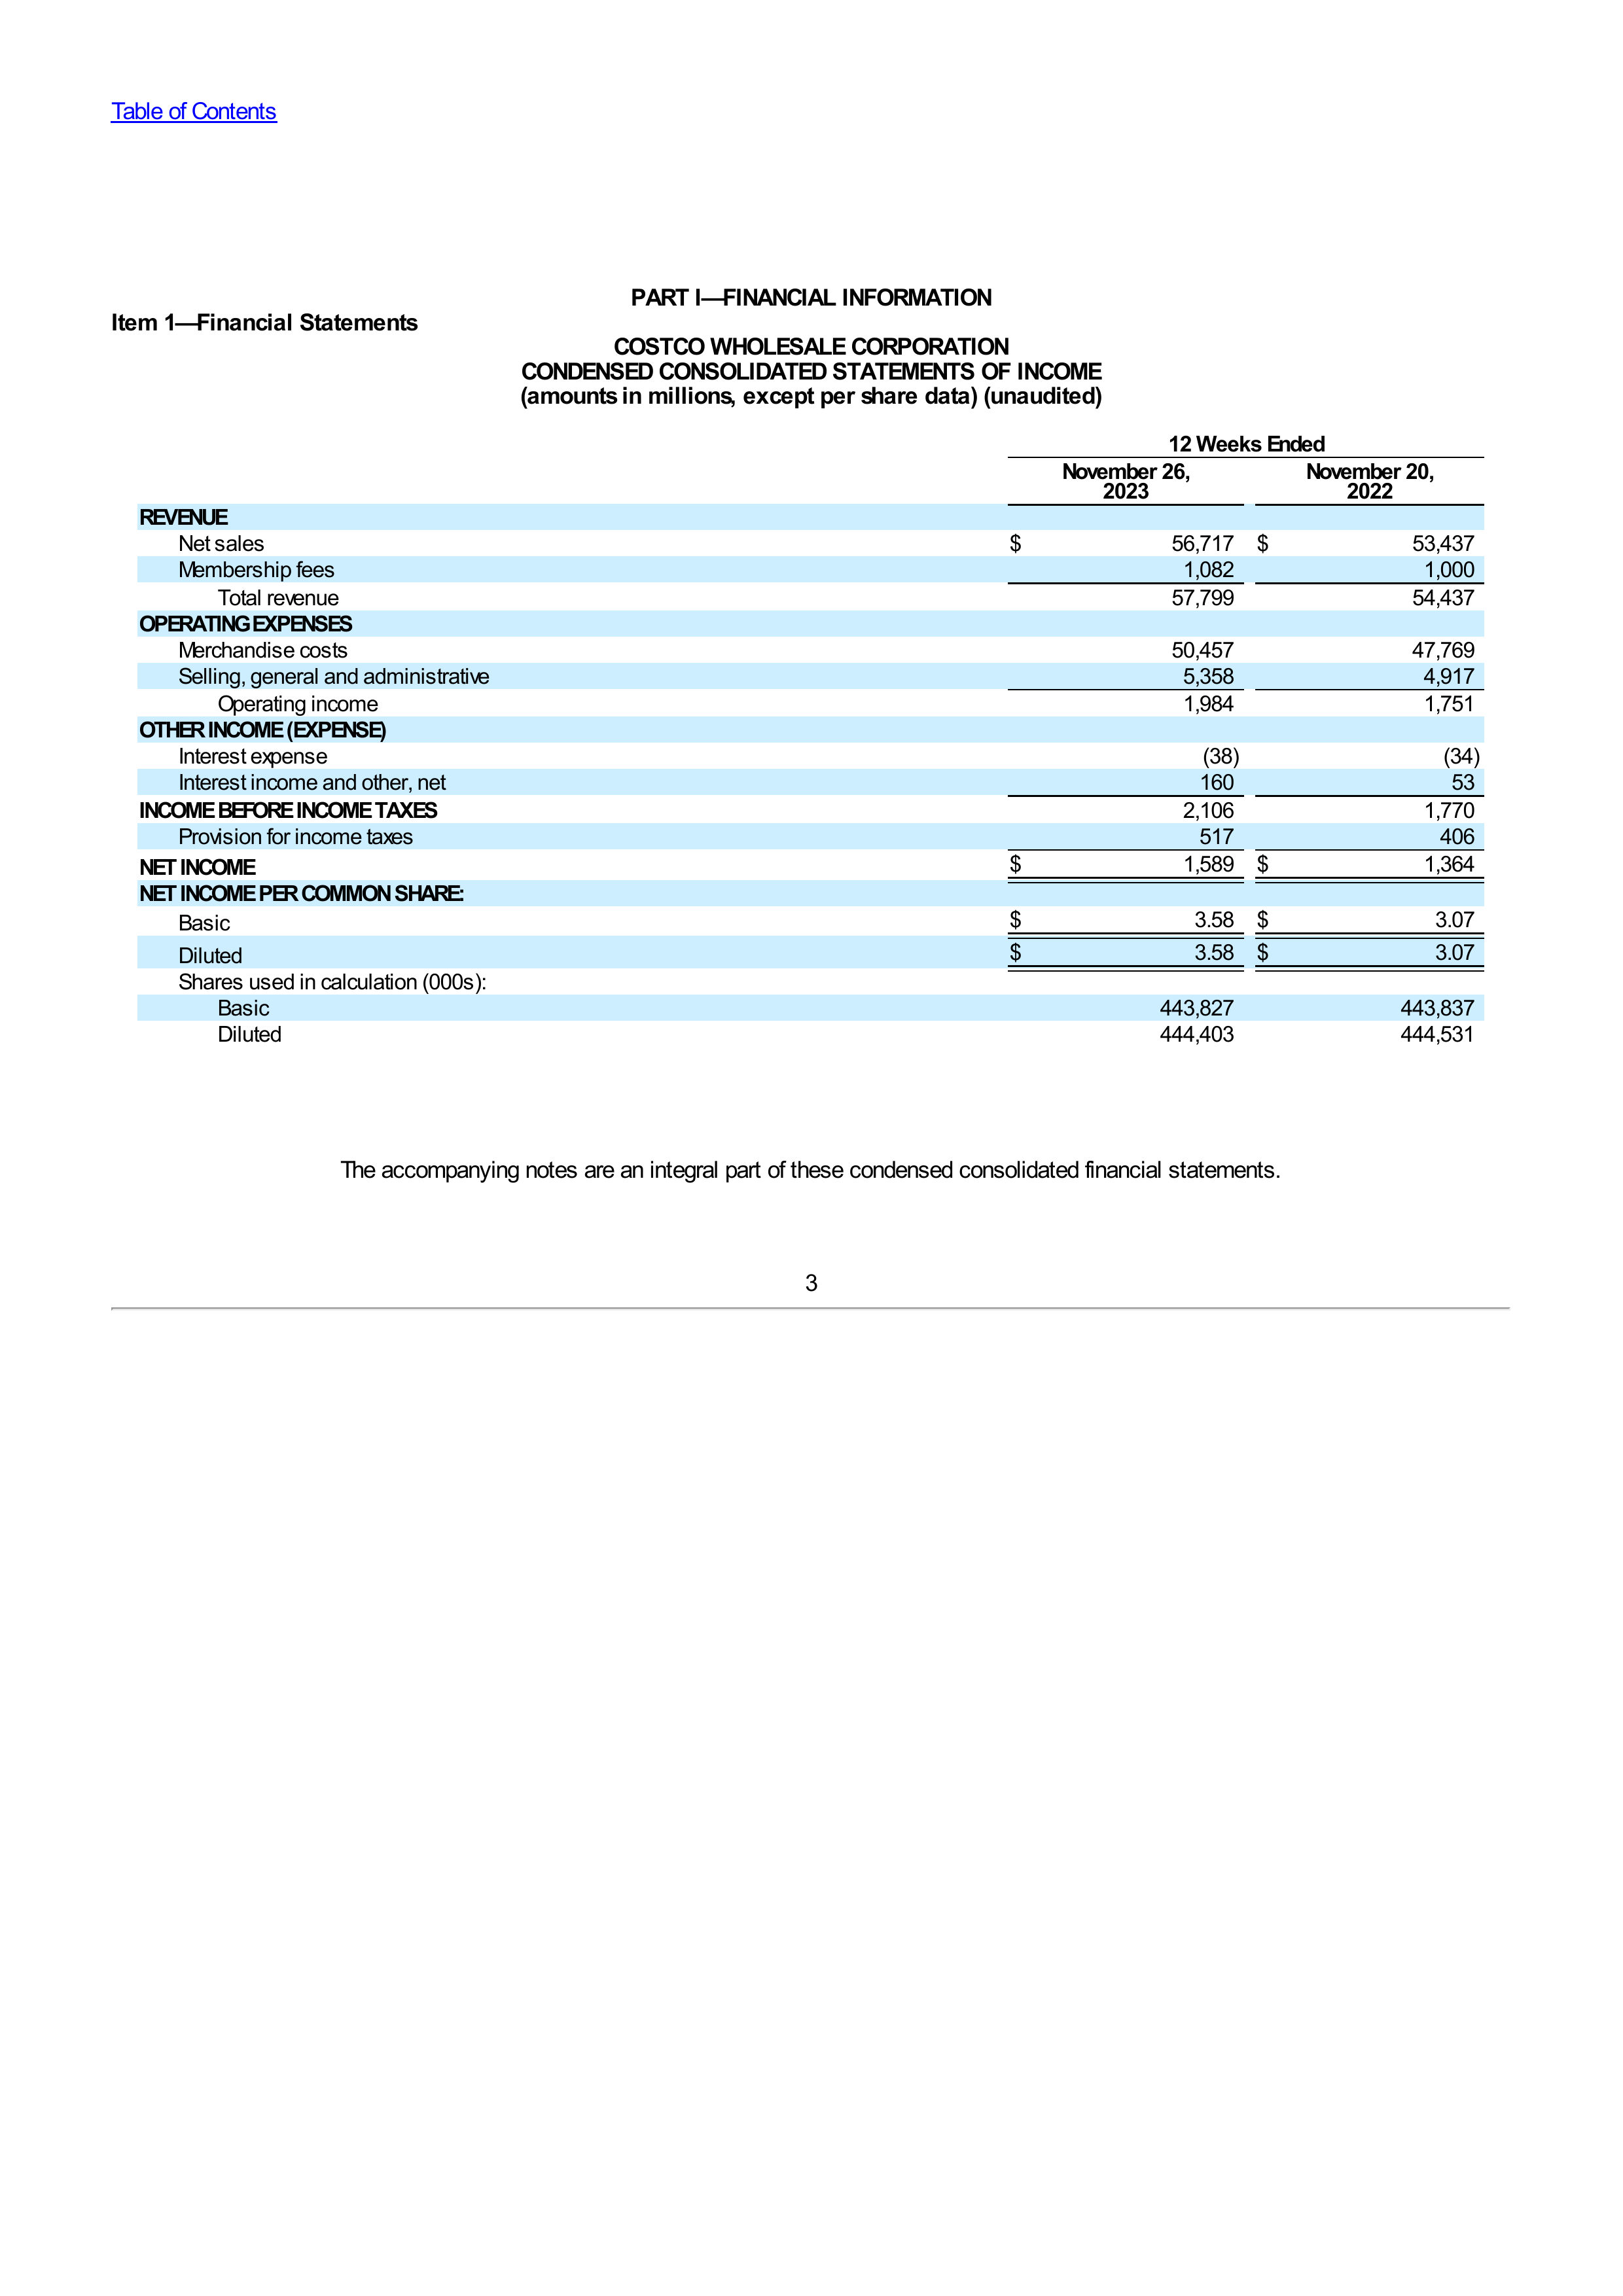 Table of Contents
PART I—FINANCIAL INFORMATION
Item 1—Financial Statements
COSTCO WHOLESALE CORPORATION
CONDENSED CONSOLIDATED STATEMENTS OF INCOME
(amounts in millions, except per share data) (unaudited)
12 Weeks Ended
November 26, 2023 November 20, 2022
REVENUE
Net sales $ 56,717 $ 53,437
Membership fees 1,082 1,000
Total revenue 57,799 54,437
OPERATING EXPENSES
Merchandise costs 50,457 47,769
Selling, general and administrative 5,358 4,917
Operating income 1,984 1,751
OTHER INCOME (EXPENSE)
Interest expense (38) (34)
Interest income and other, net 160 53
INCOME BEFORE INCOME TAXES 2,106 1,770
Provision for income taxes 517 406
NET INCOME $ 1,589 $ 1,364
NET INCOME PER COMMON SHARE:
Basic $ 3.58 $ 3.07
Diluted $ 3.58 $ 3.07
Shares used in calculation (000s):
Basic 443,827 443,837
Diluted 444,403 444,531
The accompanying notes are an integral part of these condensed consolidated financial statements.
3